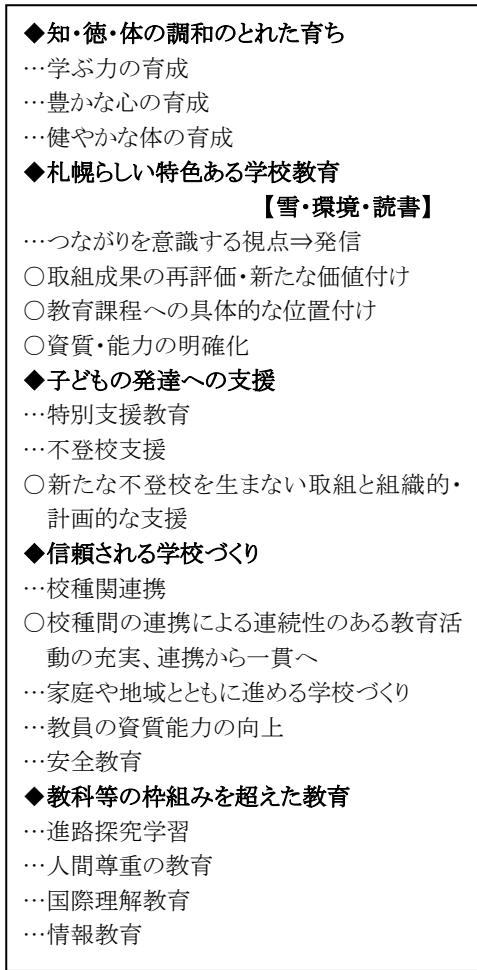 ◆知・徳・体の調和のとれた育ち
…学ぶ力の育成
…豊かな心の育成
…健やかな体の育成
◆札幌らしい特色ある学校教育
【雪・環境・読書】
…つながりを意識する視点⇒発信
○取組成果の再評価・新たな価値付け
○教育課程への具体的な位置付け
○資質・能力の明確化
◆子どもの発達への支援
…特別支援教育
…不登校支援
○新たな不登校を生まない取組と組織的・
計画的な支援
◆信頼される学校づくり
…校種関連携
○校種間の連携による連続性のある教育活
動の充実、連携から一貫へ
…家庭や地域とともに進める学校づくり
…教員の資質能力の向上
…安全教育
◆教科等の枠組みを超えた教育
…進路探究学習
…人間尊重の教育
…国際理解教育
…情報教育